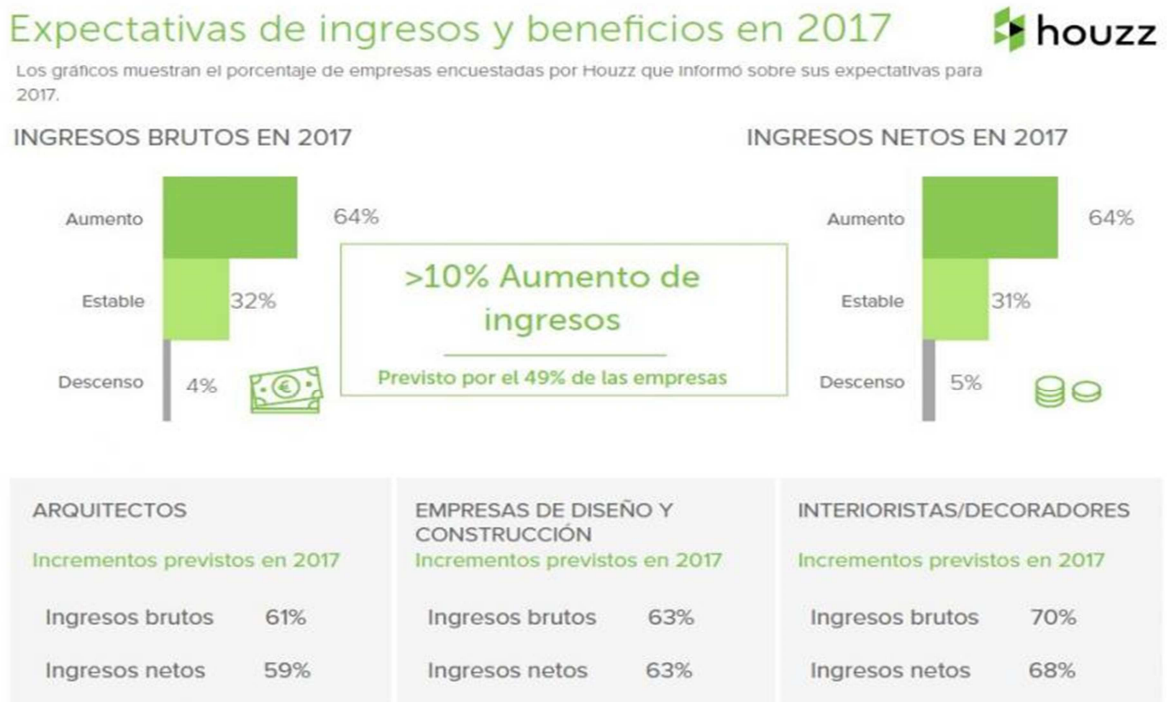 Expectativas de ingresos y beneficios en 2017
houzz
Los gráficos muestran el porcentaje de empresas encuestadas por Houzz que informó sobre sus expectativas para
2017.
INGRESOS BRUTOS EN 2017
Aumento 64%
Estable 32%
Descenso 4%
€
>10% Aumento de
ingresos
Previsto por el 49% de las empresas
INGRESOS NETOS EN 2017
Aumento 64%
Estable 31%
Descenso 5%
ARQUITECTOS
Incrementos previstos en 2017
Ingresos brutos 61%
Ingresos netos 59%
EMPRESAS DE DISEÑO Y
CONSTRUCCIÓN
Incrementos previstos en 2017
Ingresos brutos 63%
Ingresos netos 63%
INTERIORISTAS/DECORADORES
Incrementos previstos en 2017
Ingresos brutos 70%
Ingresos netos 68%